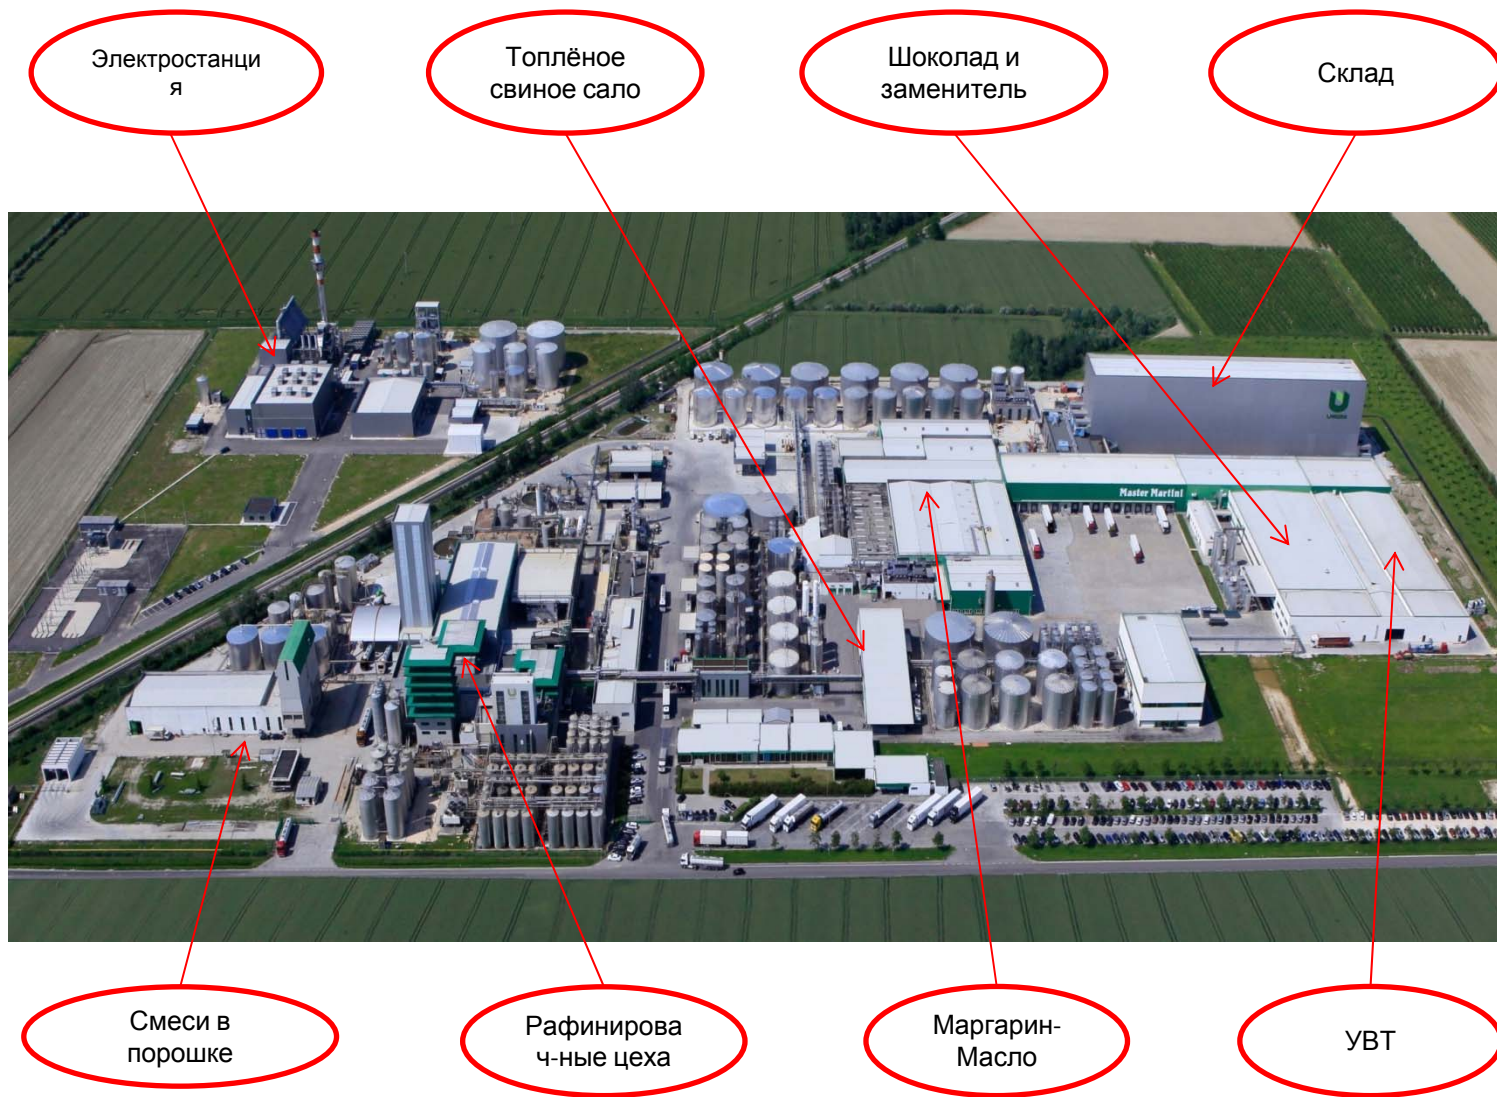 Электростанци
я
Топлёное
свиное сало
Шоколад и
заменитель
Склад
Master Martini
Смеси в
порошке
Рафинирова
ч-ные цеха
Маргарин-
Масло
УВТ